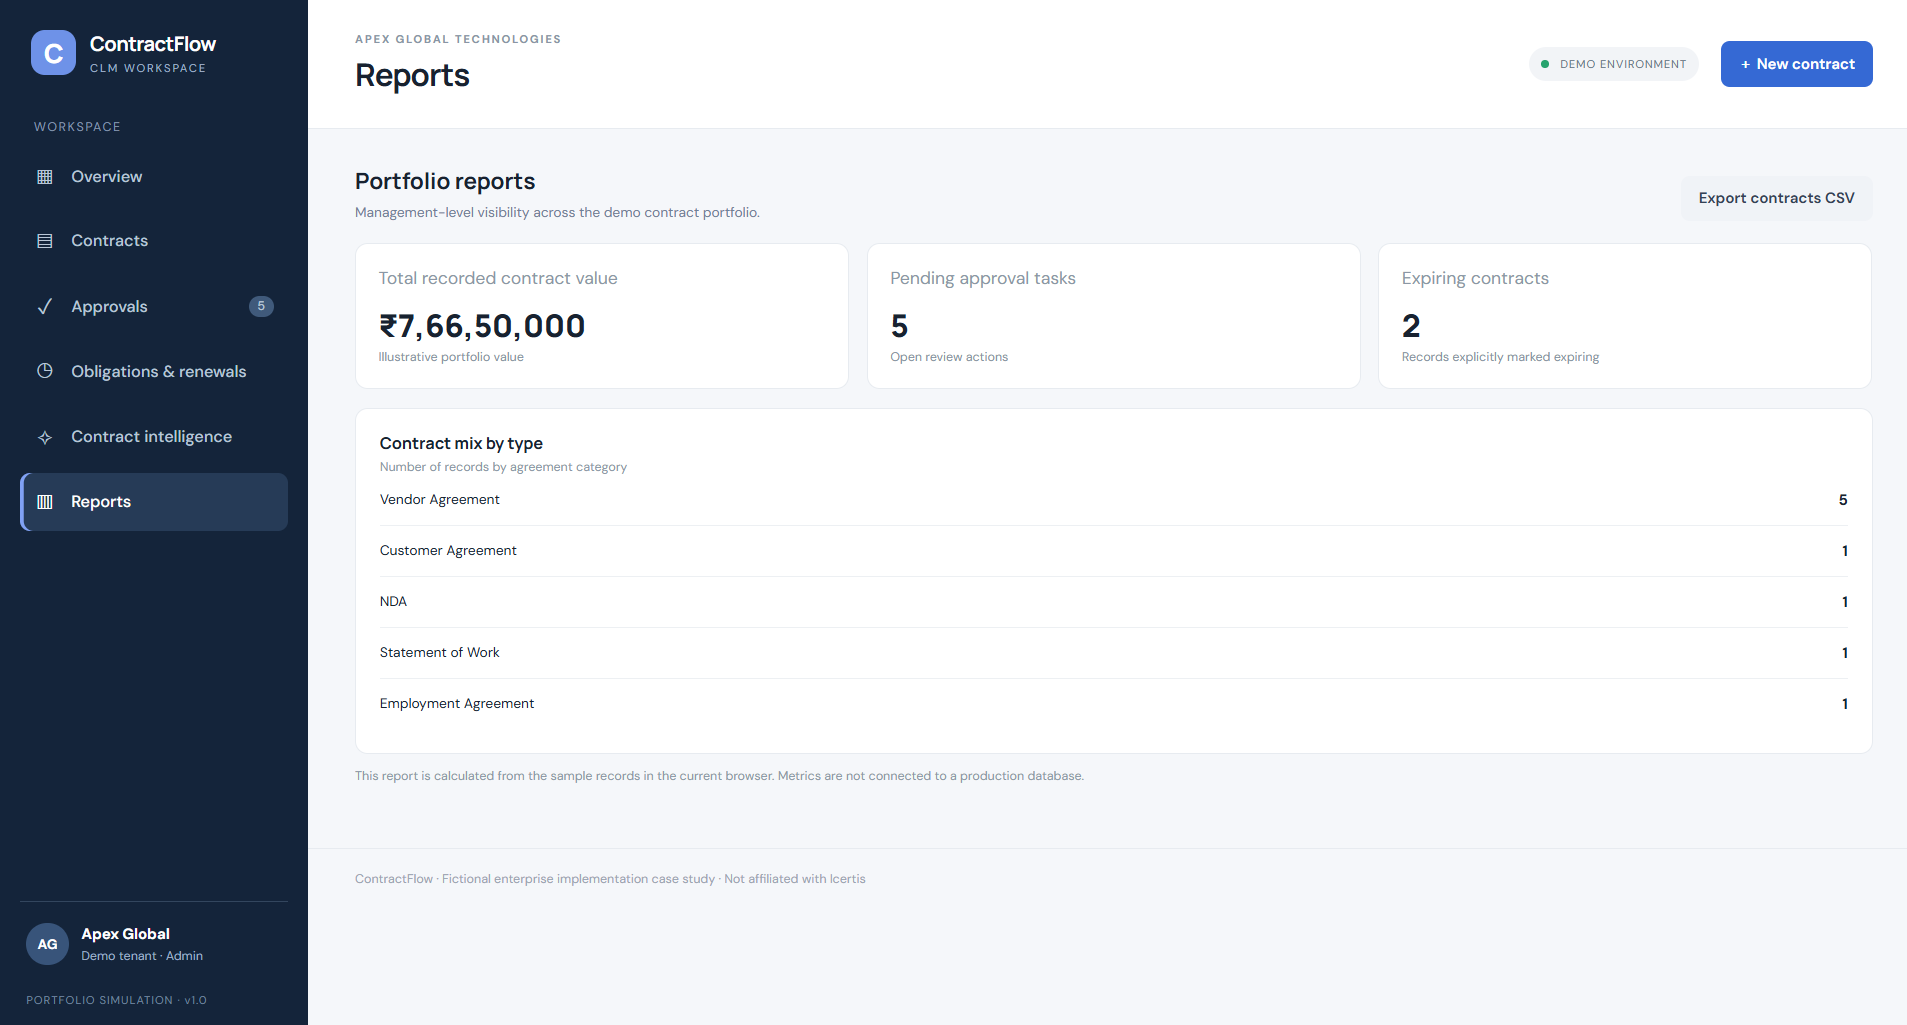 C
ContractFlow
CLM WORKSPACE
WORKSPACE
Overview
Contracts
Approvals 5
Obligations & renewals
Contract intelligence
Reports
AG
Apex Global
Demo tenant · Admin
PORTFOLIO SIMULATION · v1.0
APEX GLOBAL TECHNOLOGIES
Reports
DEMO ENVIRONMENT
+ New contract
Portfolio reports
Management-level visibility across the demo contract portfolio.
Export contracts CSV
Total recorded contract value
₹7,66,50,000
Illustrative portfolio value
Pending approval tasks
5
Open review actions
Expiring contracts
2
Records explicitly marked expiring
Contract mix by type
Number of records by agreement category
Vendor Agreement 5
Customer Agreement 1
NDA 1
Statement of Work 1
Employment Agreement 1
This report is calculated from the sample records in the current browser. Metrics are not connected to a production database.
ContractFlow · Fictional enterprise implementation case study · Not affiliated with Icertis